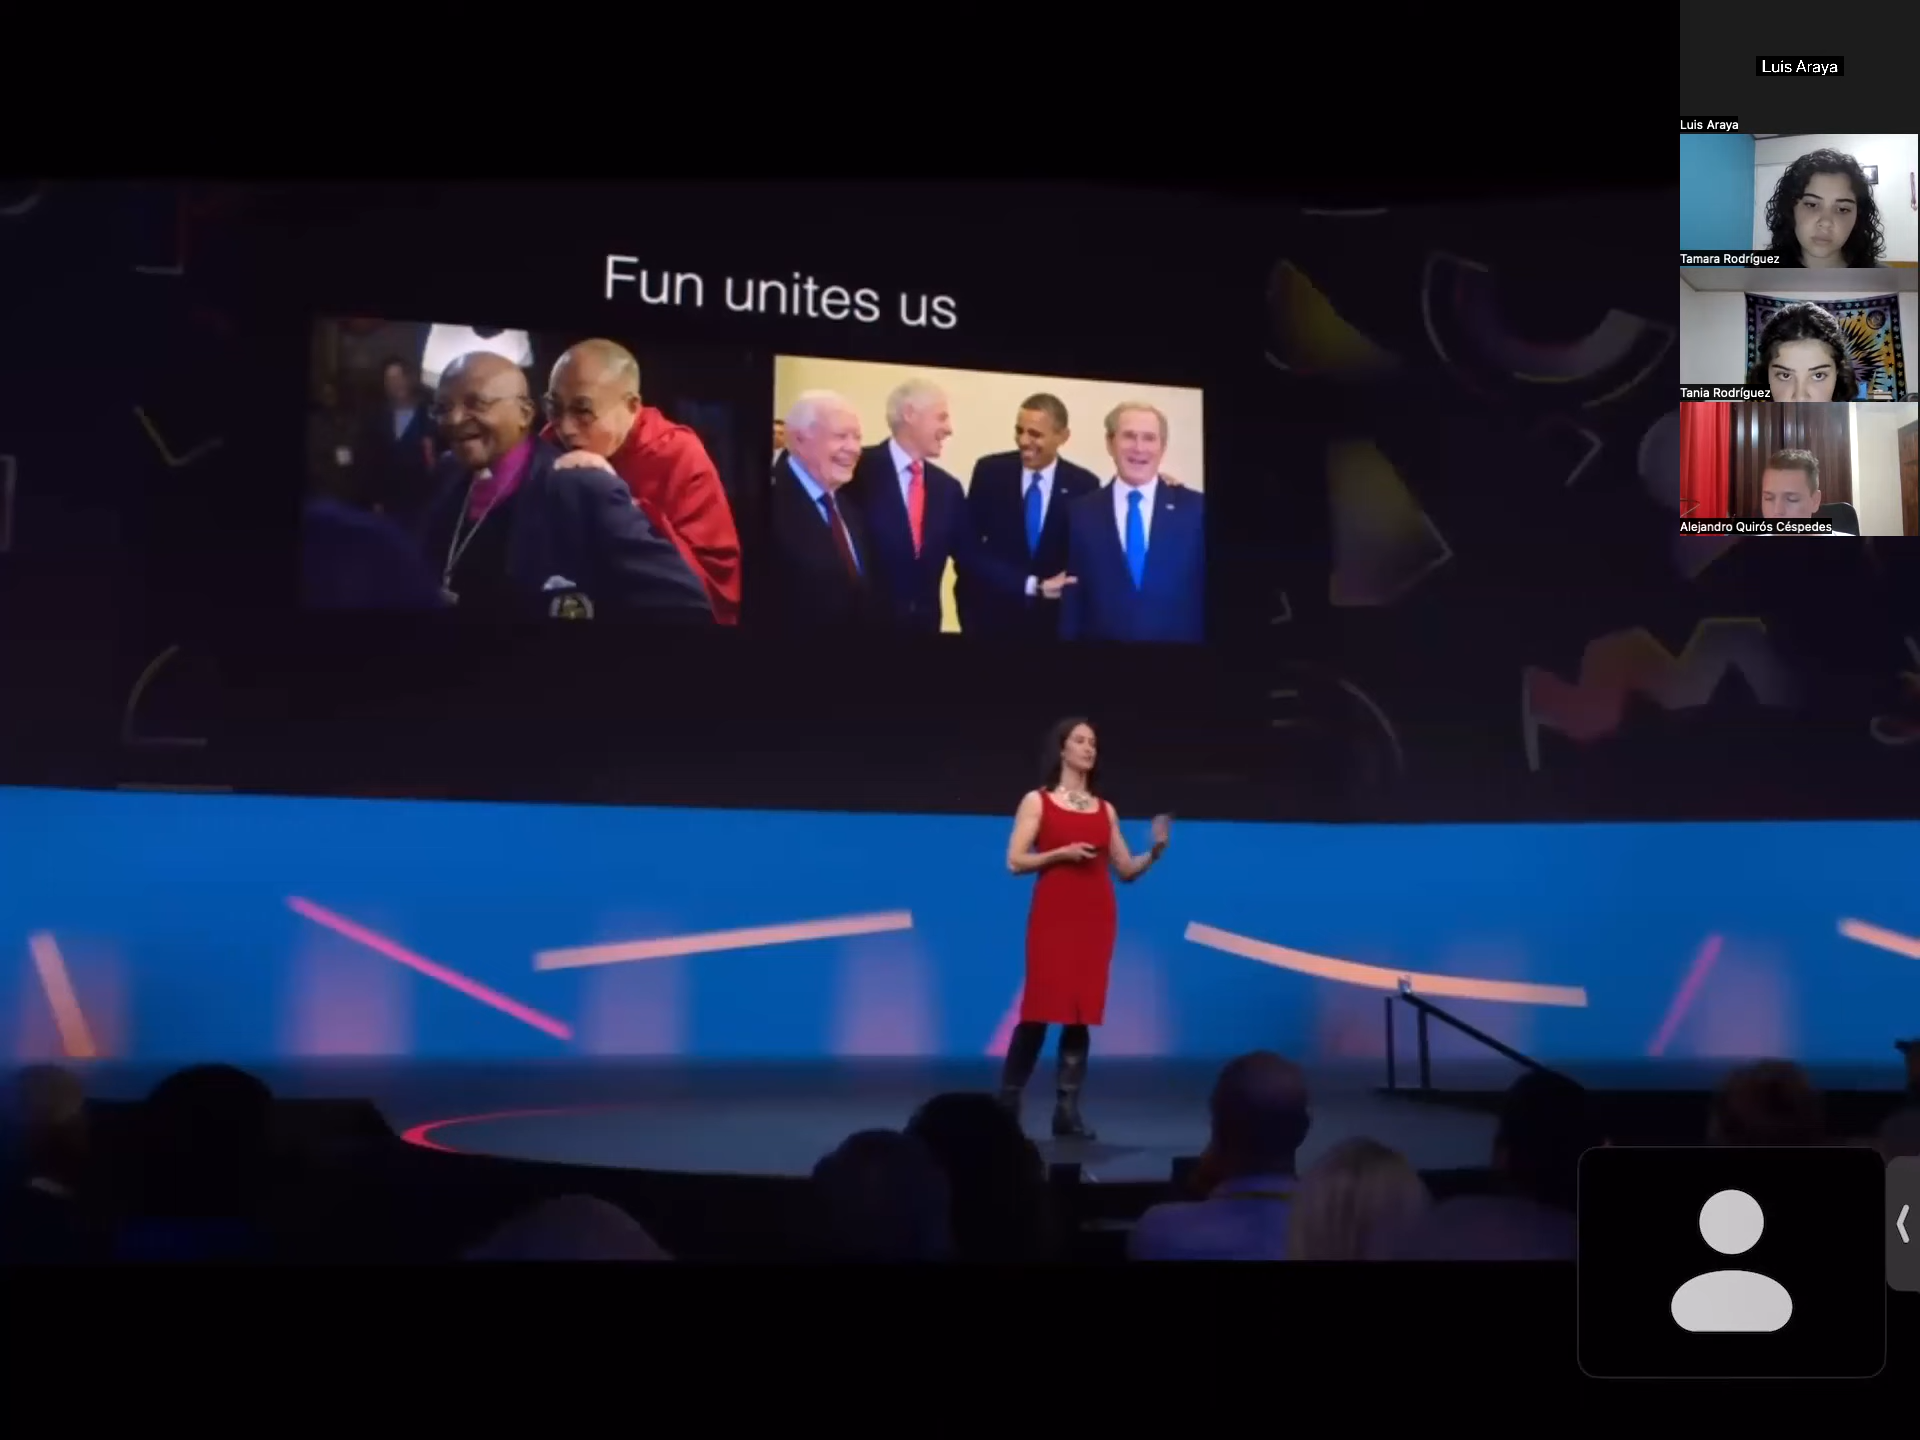 Fun unites us
Luis Araya
Luis Araya
Tamara Rodríguez
Tania Rodríguez
Alejandro Quirós Céspedes